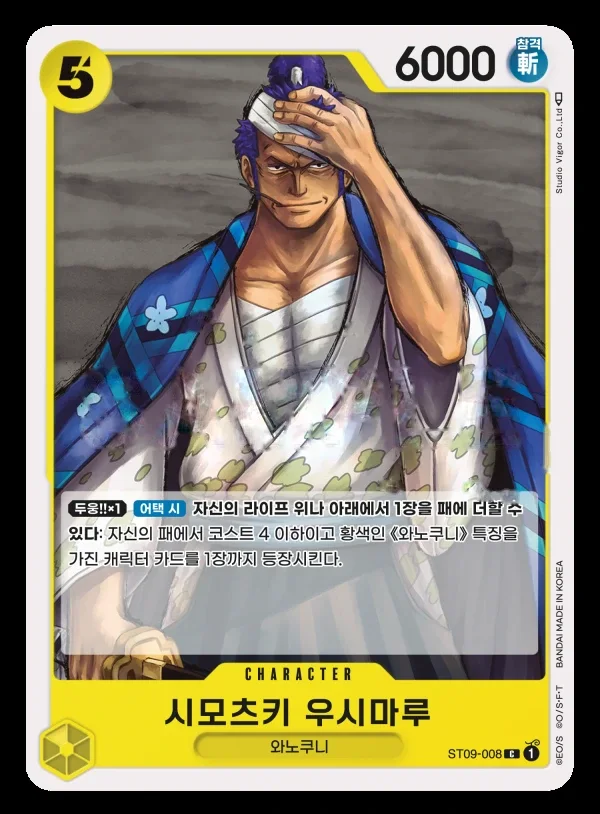 5
6000
참격
斬
Studio Vigor Co.,Ltd
두웅!!×1 어택 시 자신의 라이프 위나 아래에서 1장을 패에 더할 수
있다: 자신의 패에서 코스트 4 이하이고 황색인 《와노쿠니》 특징을
가진 캐릭터 카드를 1장까지 등장시킨다.
CHARACTER
시모츠키 우시마루
와노쿠니
ST09-008 C 1
©EO/S ©O/S·F·T BANDAI MADE IN KOREA